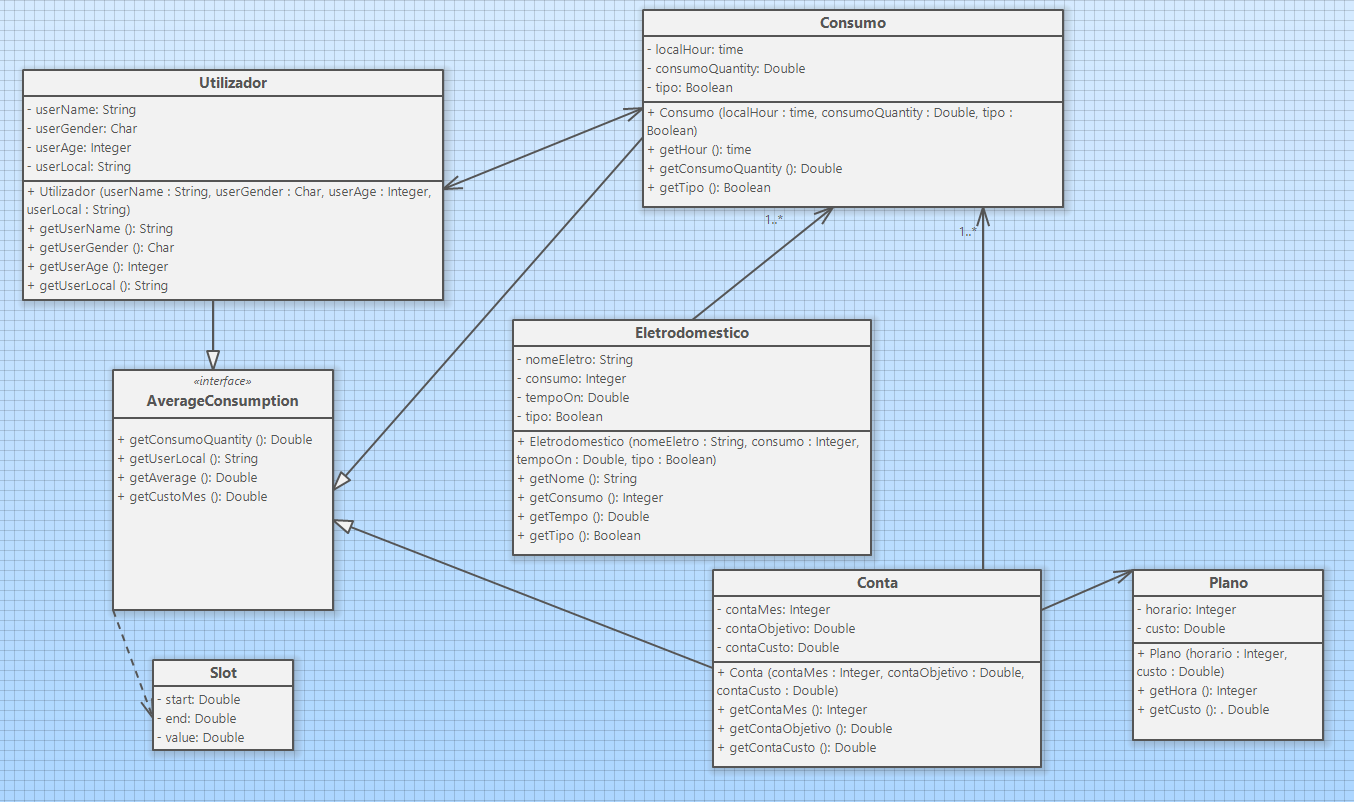 Consumo
- localHour: time
- consumoQuantity: Double
- tipo: Boolean
+ Consumo (localHour : time, consumoQuantity : Double, tipo :
Boolean)
+ getHour (): time
+ getConsumoQuantity (): Double
+ getTipo (): Boolean
Utilizador
- userName: String
- userGender: Char
- userAge: Integer
- userLocal: String
+ Utilizador (userName : String, userGender : Char, userAge : Integer,
userLocal : String)
+ getUserName (): String
+ getUserGender (): Char
+ getUserAge (): Integer
+ getUserLocal (): String
1..*
1..*
Eletrodomestico
- nomeEletro: String
- consumo: Integer
- tempoOn: Double
- tipo: Boolean
+ Eletrodomestico (nomeEletro : String, consumo : Integer,
tempoOn : Double, tipo : Boolean)
+ getNome (): String
+ getConsumo (): Integer
+ getTempo (): Double
+ getTipo (): Boolean
«interface»
AverageConsumption
+ getConsumoQuantity (): Double
+ getUserLocal (): String
+ getAverage (): Double
+ getCustoMes (): Double
Conta
- contaMes: Integer
- contaObjetivo: Double
- contaCusto: Double
+ Conta (contaMes : Integer, contaObjetivo : Double,
contaCusto : Double)
+ getContaMes (): Integer
+ getContaObjetivo (): Double
+ getContaCusto (): Double
Plano
- horario: Integer
- custo: Double
+ Plano (horario : Integer,
custo : Double)
+ getHora (): Integer
+ getCusto (): . Double
Slot
- start: Double
- end: Double
- value: Double